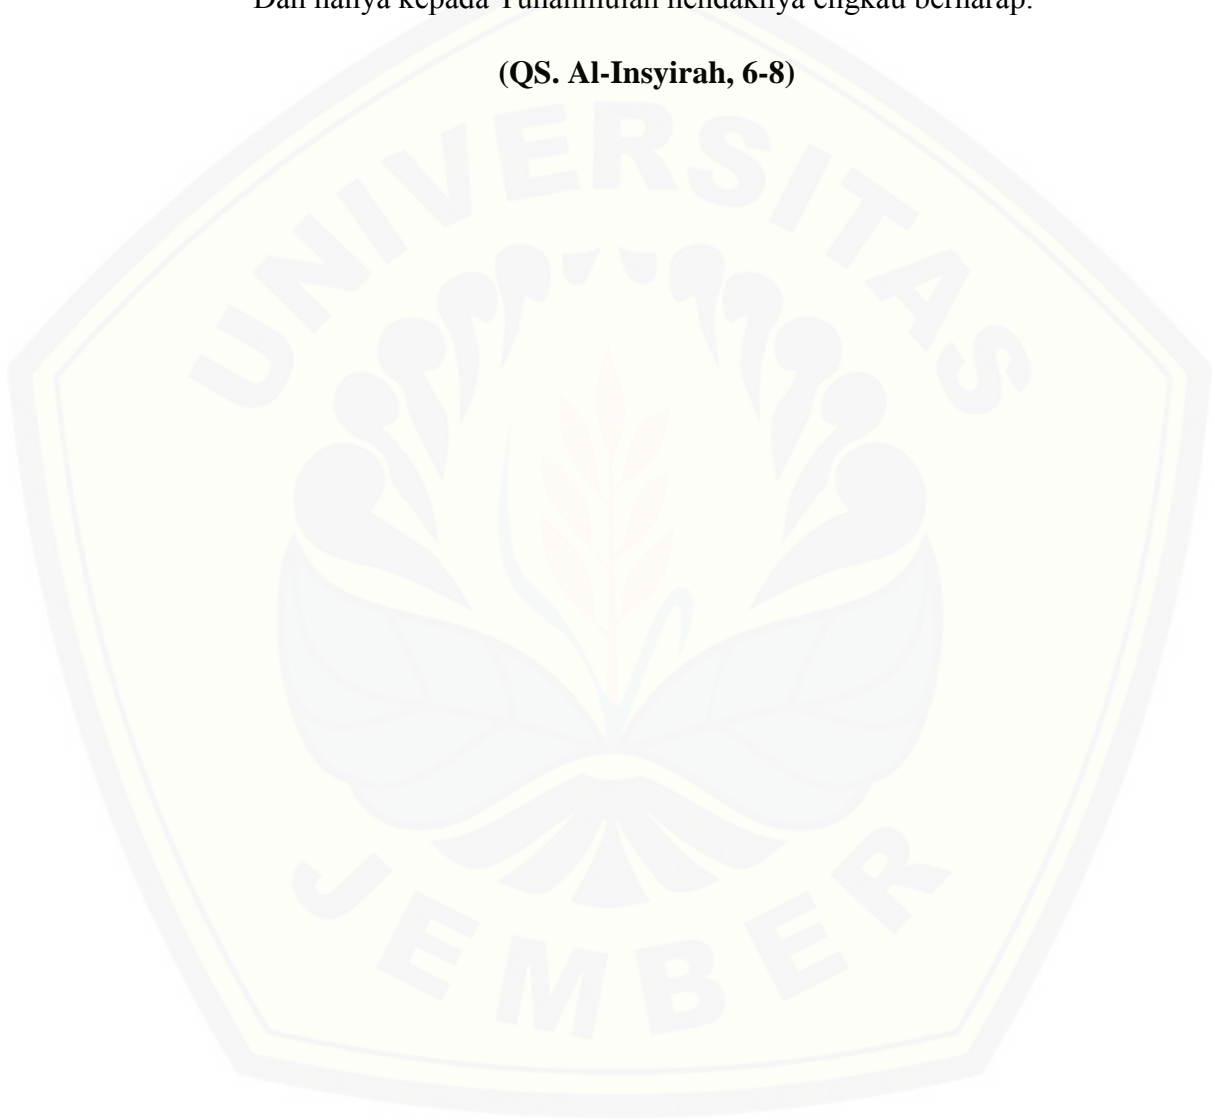 Dan hanya kepada Tuhanmulah hendaknya engkau berharap.
(QS. Al-Insyirah, 6-8)
UNIVERSITAS
JEMBER